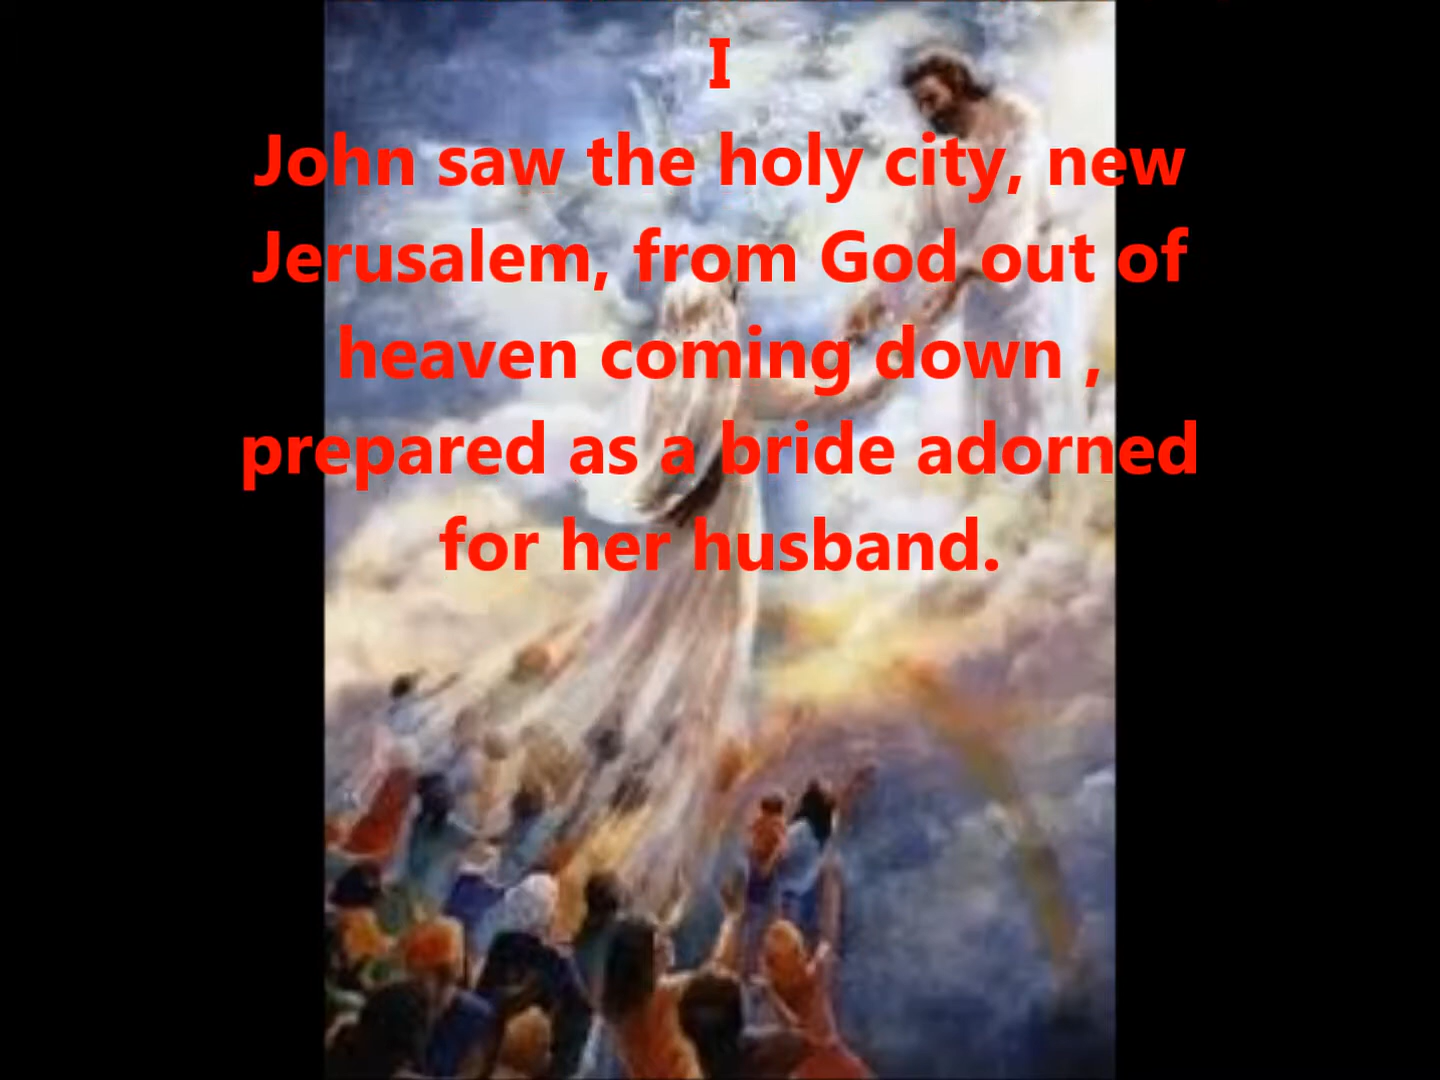 I
John saw the holy city, new
Jerusalem, from God out of
heaven coming down ,
prepared as a bride adorned
for her husband.